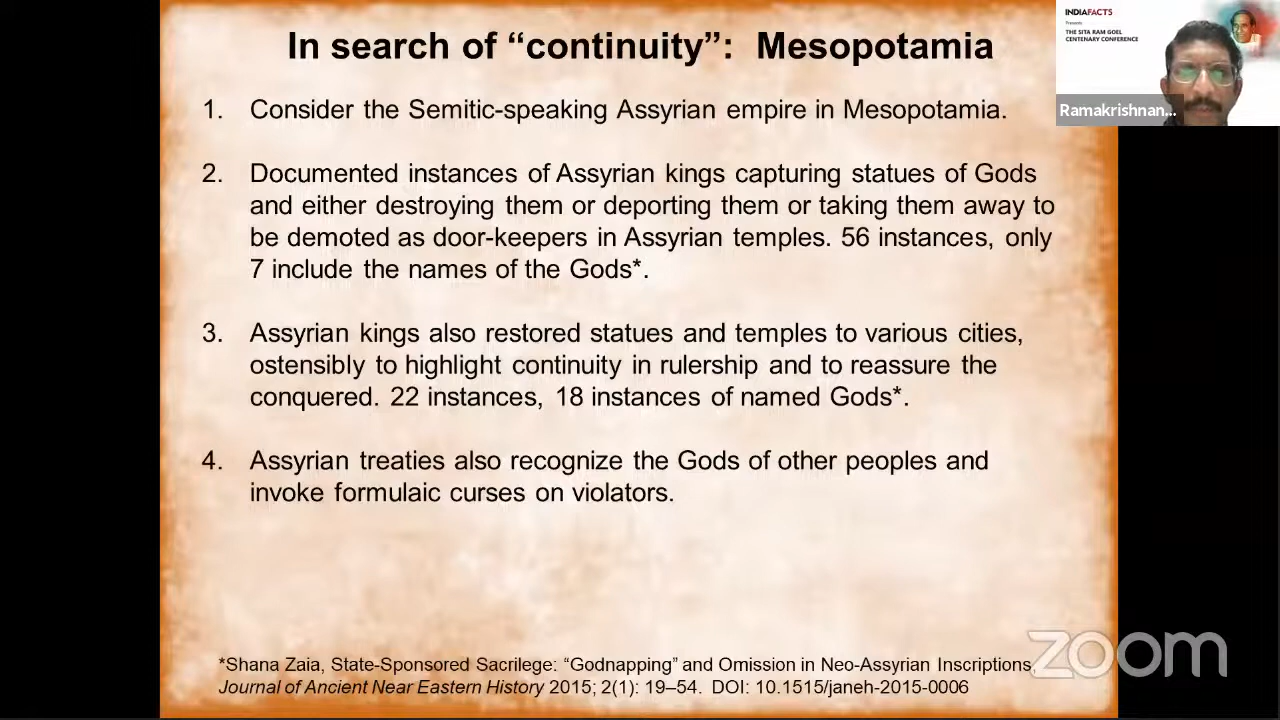 In search of “continuity”: Mesopotamia
INDIAFACTS
Presents
THE SITA RAM GOEL
CENTENARY CONFERENCE
Ramakrishnan...
1. Consider the Semitic-speaking Assyrian empire in Mesopotamia.
2. Documented instances of Assyrian kings capturing statues of Gods
and either destroying them or deporting them or taking them away to
be demoted as door-keepers in Assyrian temples. 56 instances, only
7 include the names of the Gods*.
3. Assyrian kings also restored statues and temples to various cities,
ostensibly to highlight continuity in rulership and to reassure the
conquered. 22 instances, 18 instances of named Gods*.
4. Assyrian treaties also recognize the Gods of other peoples and
invoke formulaic curses on violators.
*Shana Zaia, State-Sponsored Sacrilege: “Godnapping” and Omission in Neo-Assyrian Inscriptions,
Journal of Ancient Near Eastern History 2015; 2(1): 19–54. DOI: 10.1515/janeh-2015-0006
zoom